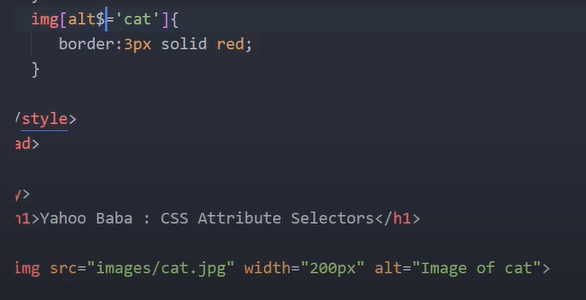 img[alt$='cat']{
border:3px solid red;
}
/style>
ad>
y>
h1>Yahoo Baba : CSS Attribute Selectors</h1>
img src="images/cat.jpg" width="200px" alt="Image of cat">